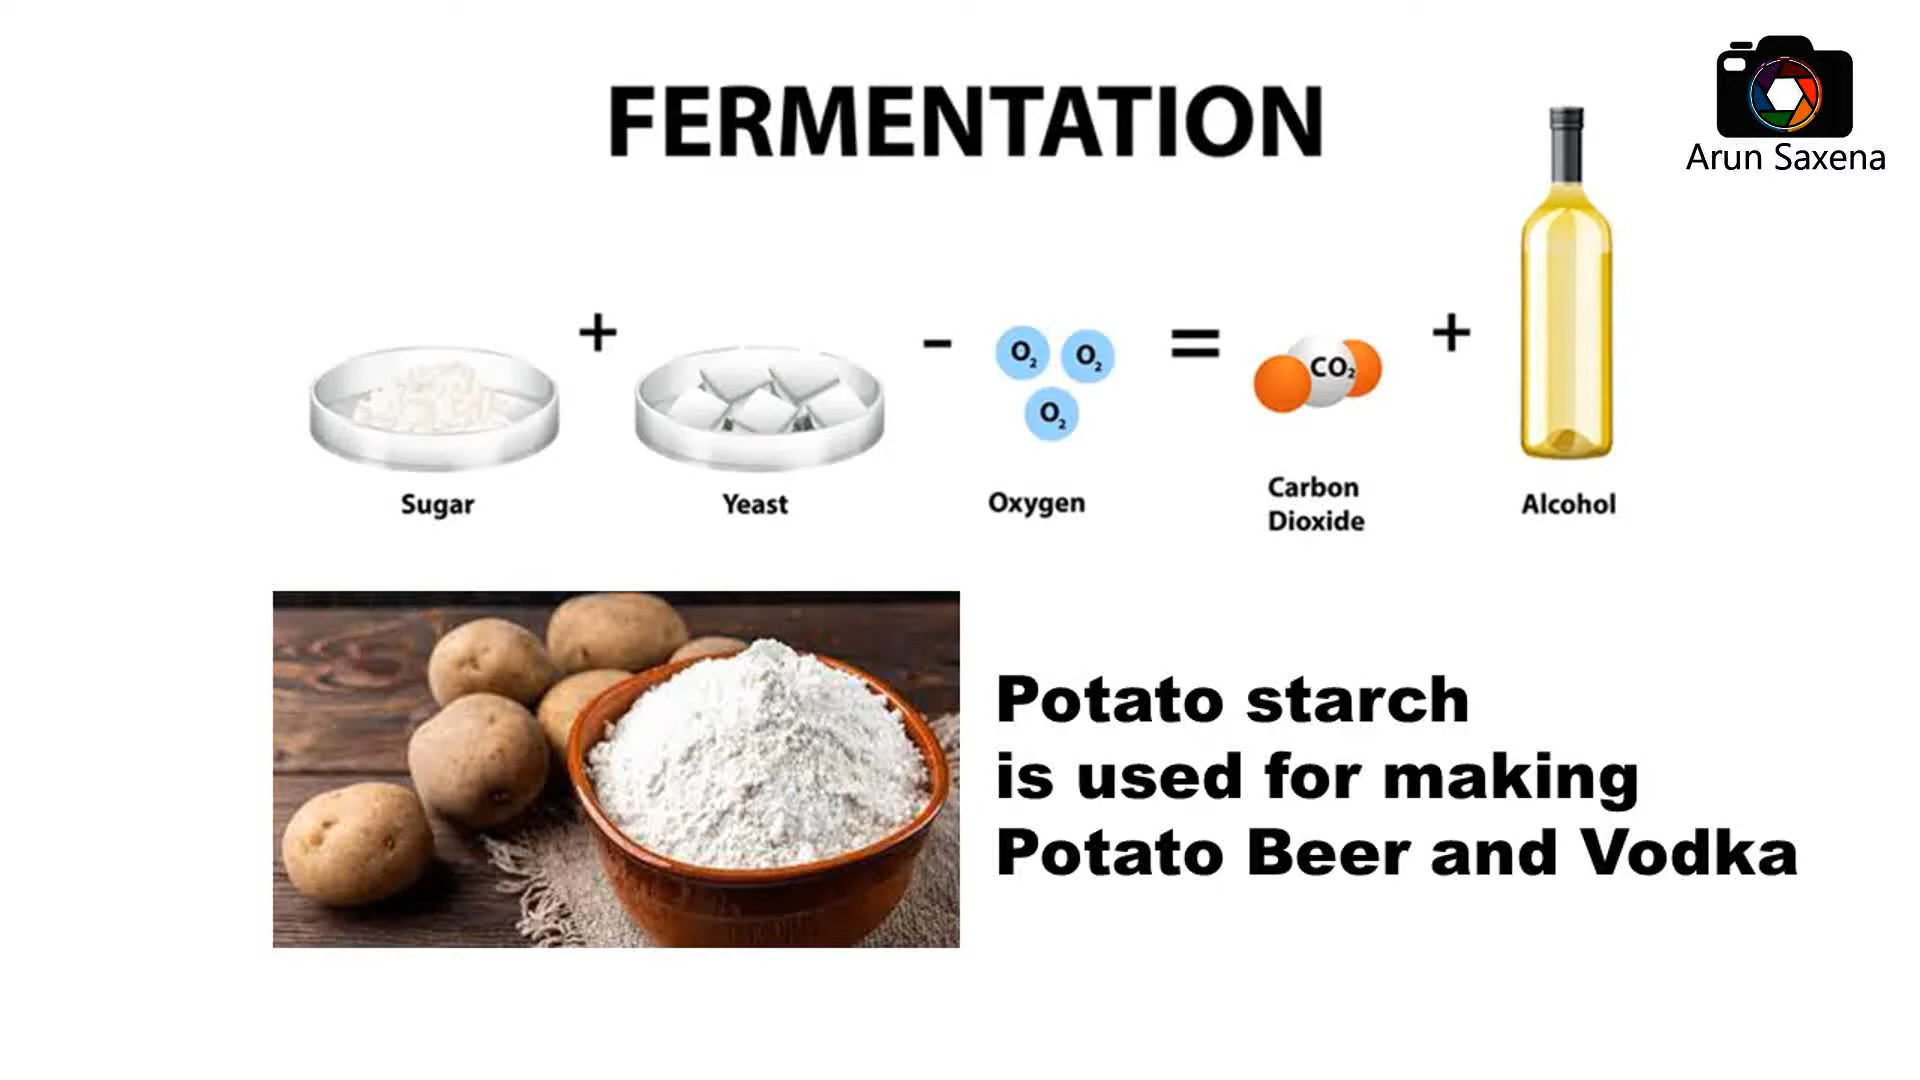 FERMENTATION
Arun Saxena
+
-
=
+
O₂
O₂
O₂
CO₂
Sugar
Yeast
Oxygen
Carbon
Dioxide
Alcohol
Potato starch
is used for making
Potato Beer and Vodka